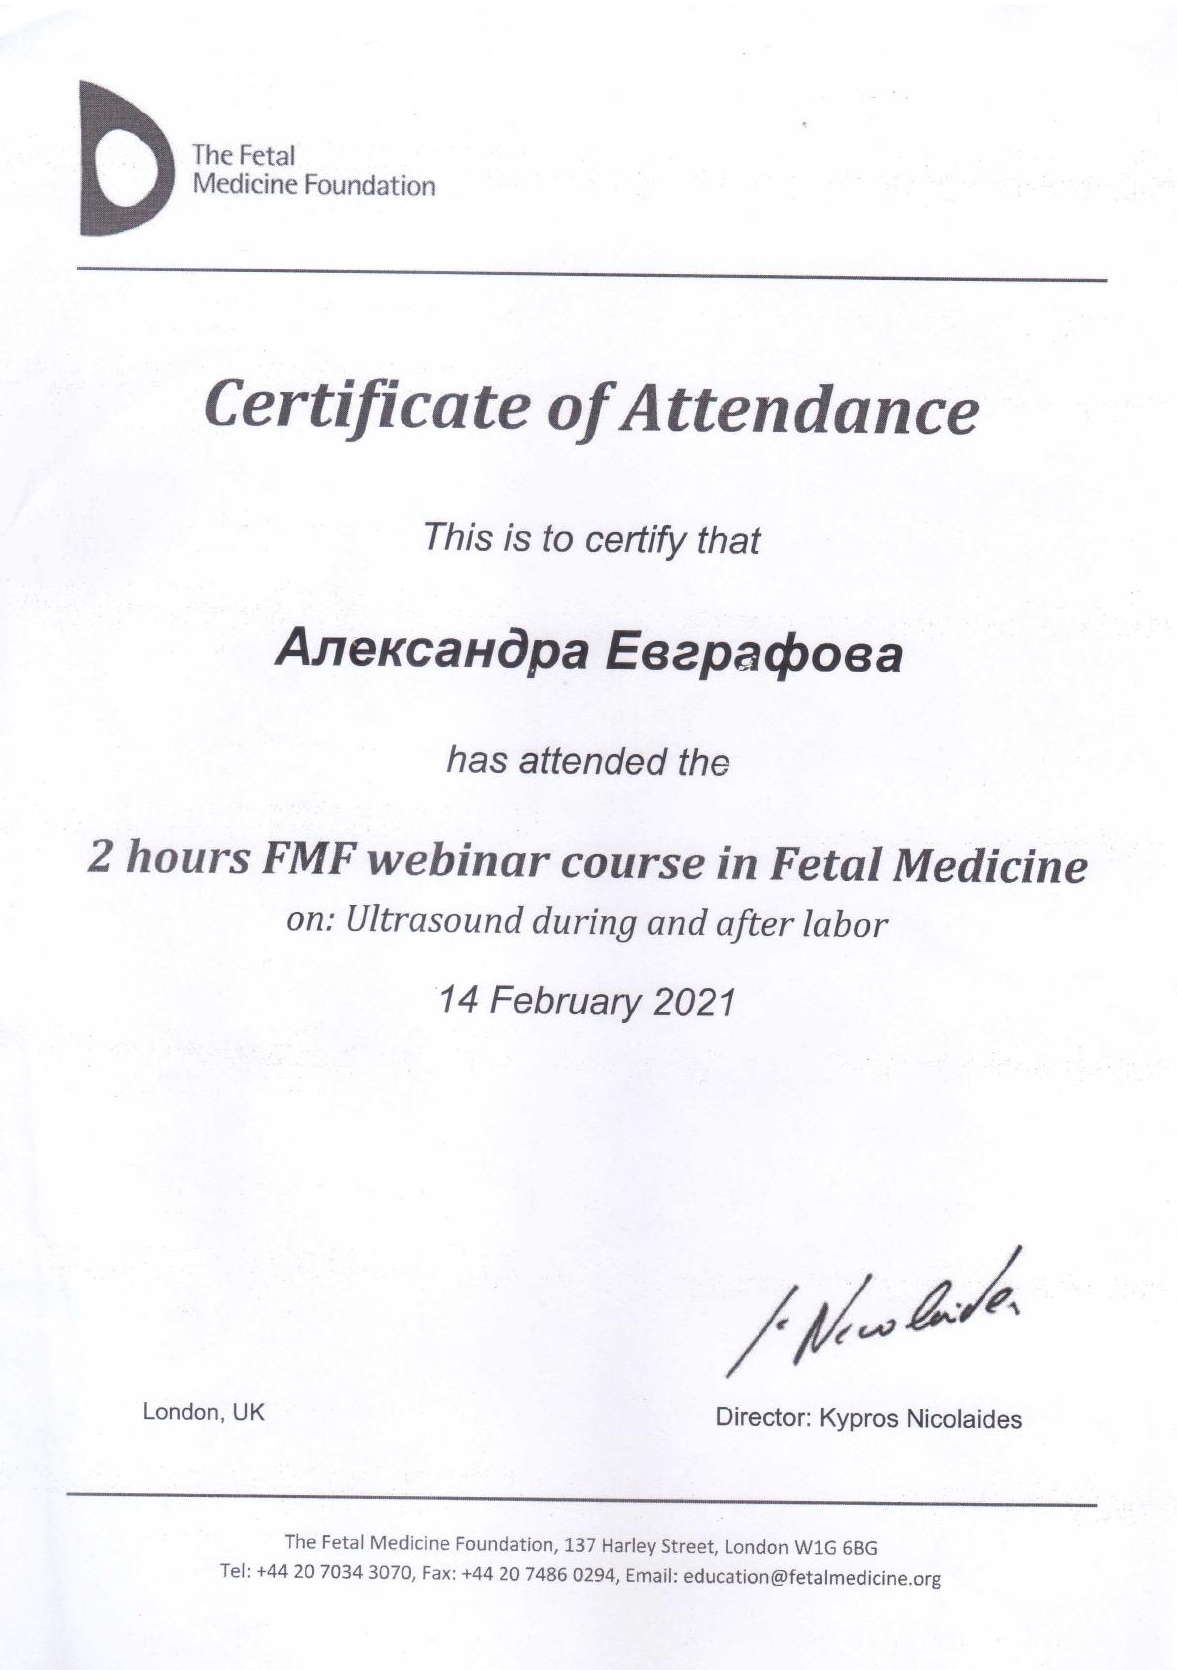 The Fetal
Medicine Foundation
Certificate of Attendance
This is to certify that
Александра Евграфова
has attended the
2 hours FMF webinar course in Fetal Medicine
on: Ultrasound during and after labor
14 February 2021
Nicolaides
London, UK
Director: Kypros Nicolaides
The Fetal Medicine Foundation, 137 Harley Street, London W1G 6BG
Tel: +44 20 7034 3070, Fax: +44 20 7486 0294, Email: education@fetalmedicine.org